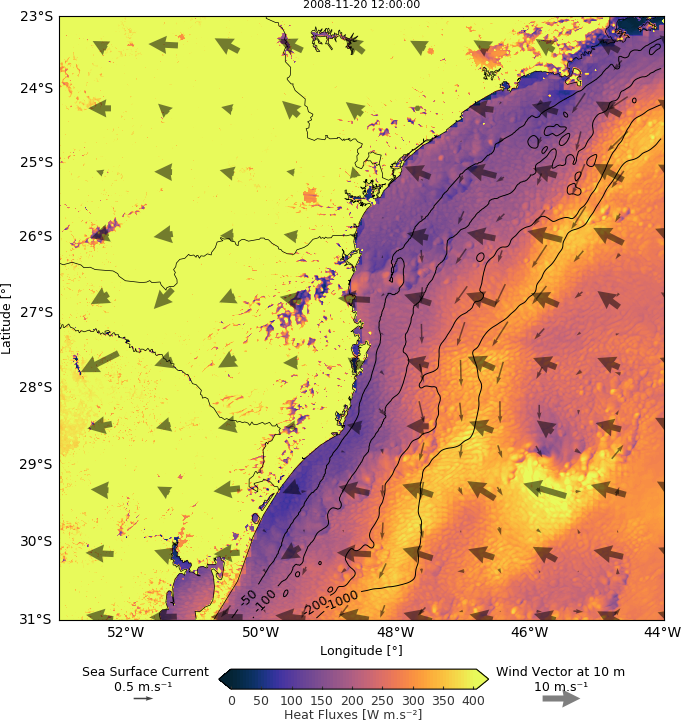 2008-11-20 12:00:00
23°S
24°S
25°S
26°S
27°S
28°S
29°S
30°S
31°S
Latitude [°]
-50
-100
-200
-1000
52°W 50°W 48°W 46°W 44°W
Longitude [°]
Sea Surface Current
0.5 m.s⁻¹
Wind Vector at 10 m
10 m.s⁻¹
0 50 100 150 200 250 300 350 400
Heat Fluxes [W m.s⁻²]